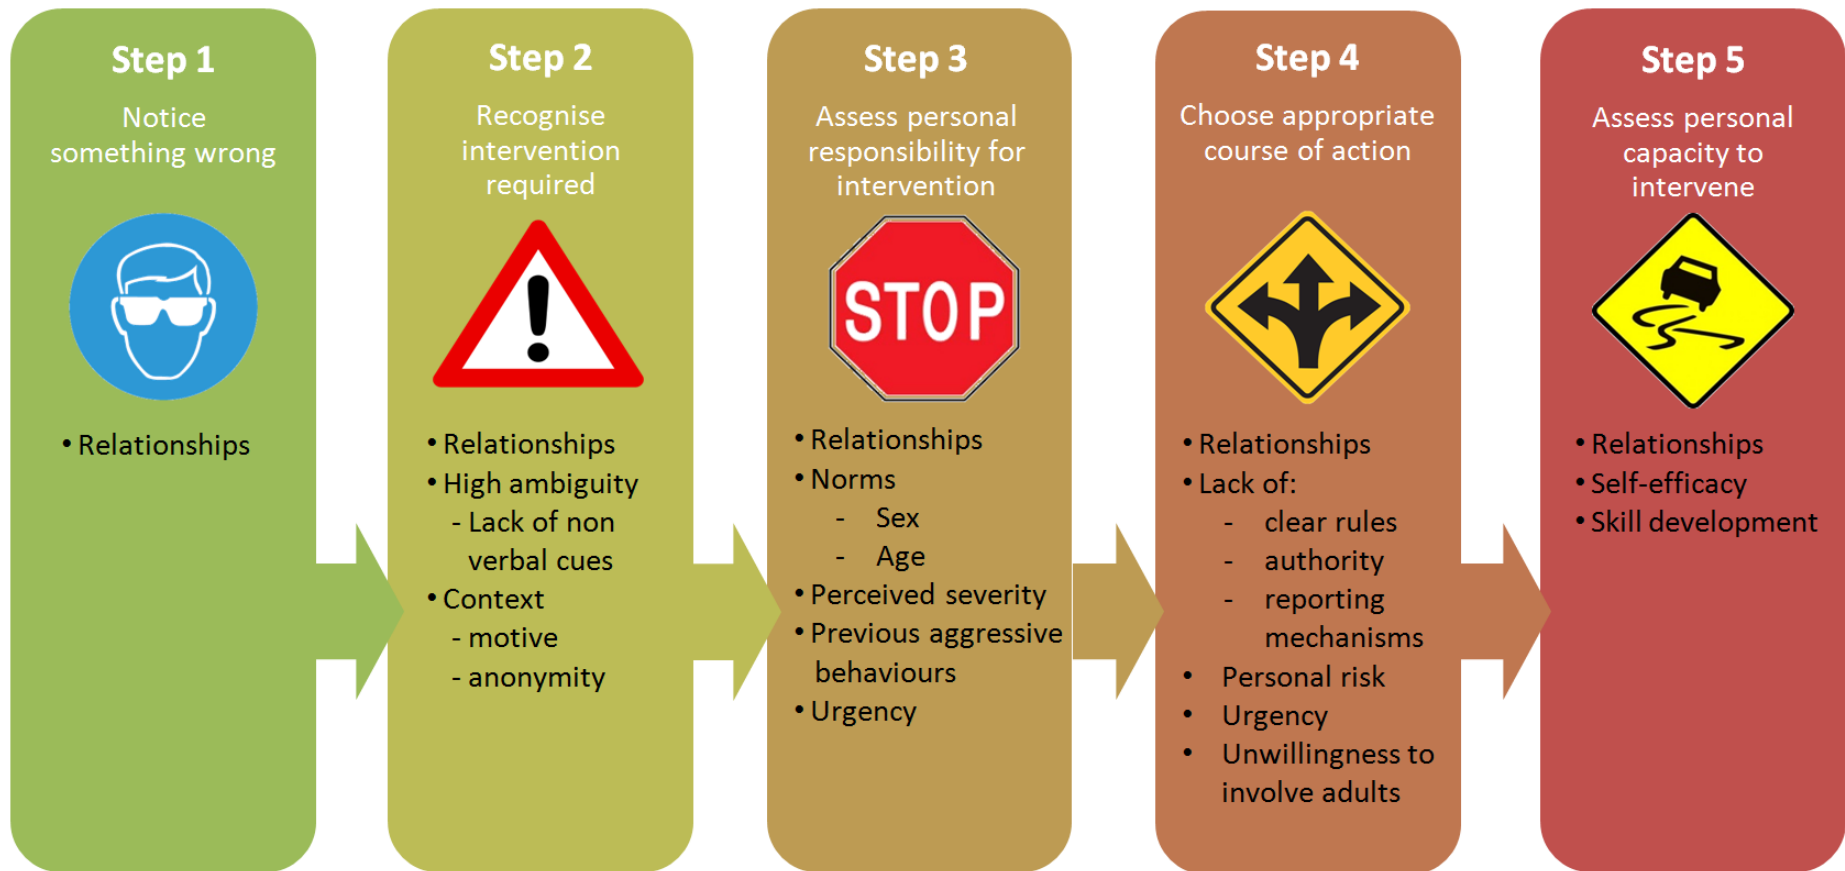 Step 1
Notice
something wrong
• Relationships
Step 2
Recognise
intervention
required
• Relationships
• High ambiguity
- Lack of non
verbal cues
• Context
- motive
- anonymity
Step 3
Assess personal
responsibility for
intervention
STOP
• Relationships
• Norms
- Sex
- Age
• Perceived severity
• Previous aggressive
behaviours
• Urgency
Step 4
Choose appropriate
course of action
• Relationships
• Lack of:
- clear rules
- authority
- reporting
mechanisms
• Personal risk
• Urgency
• Unwillingness to
involve adults
Step 5
Assess personal
capacity to
intervene
• Relationships
• Self-efficacy
• Skill development